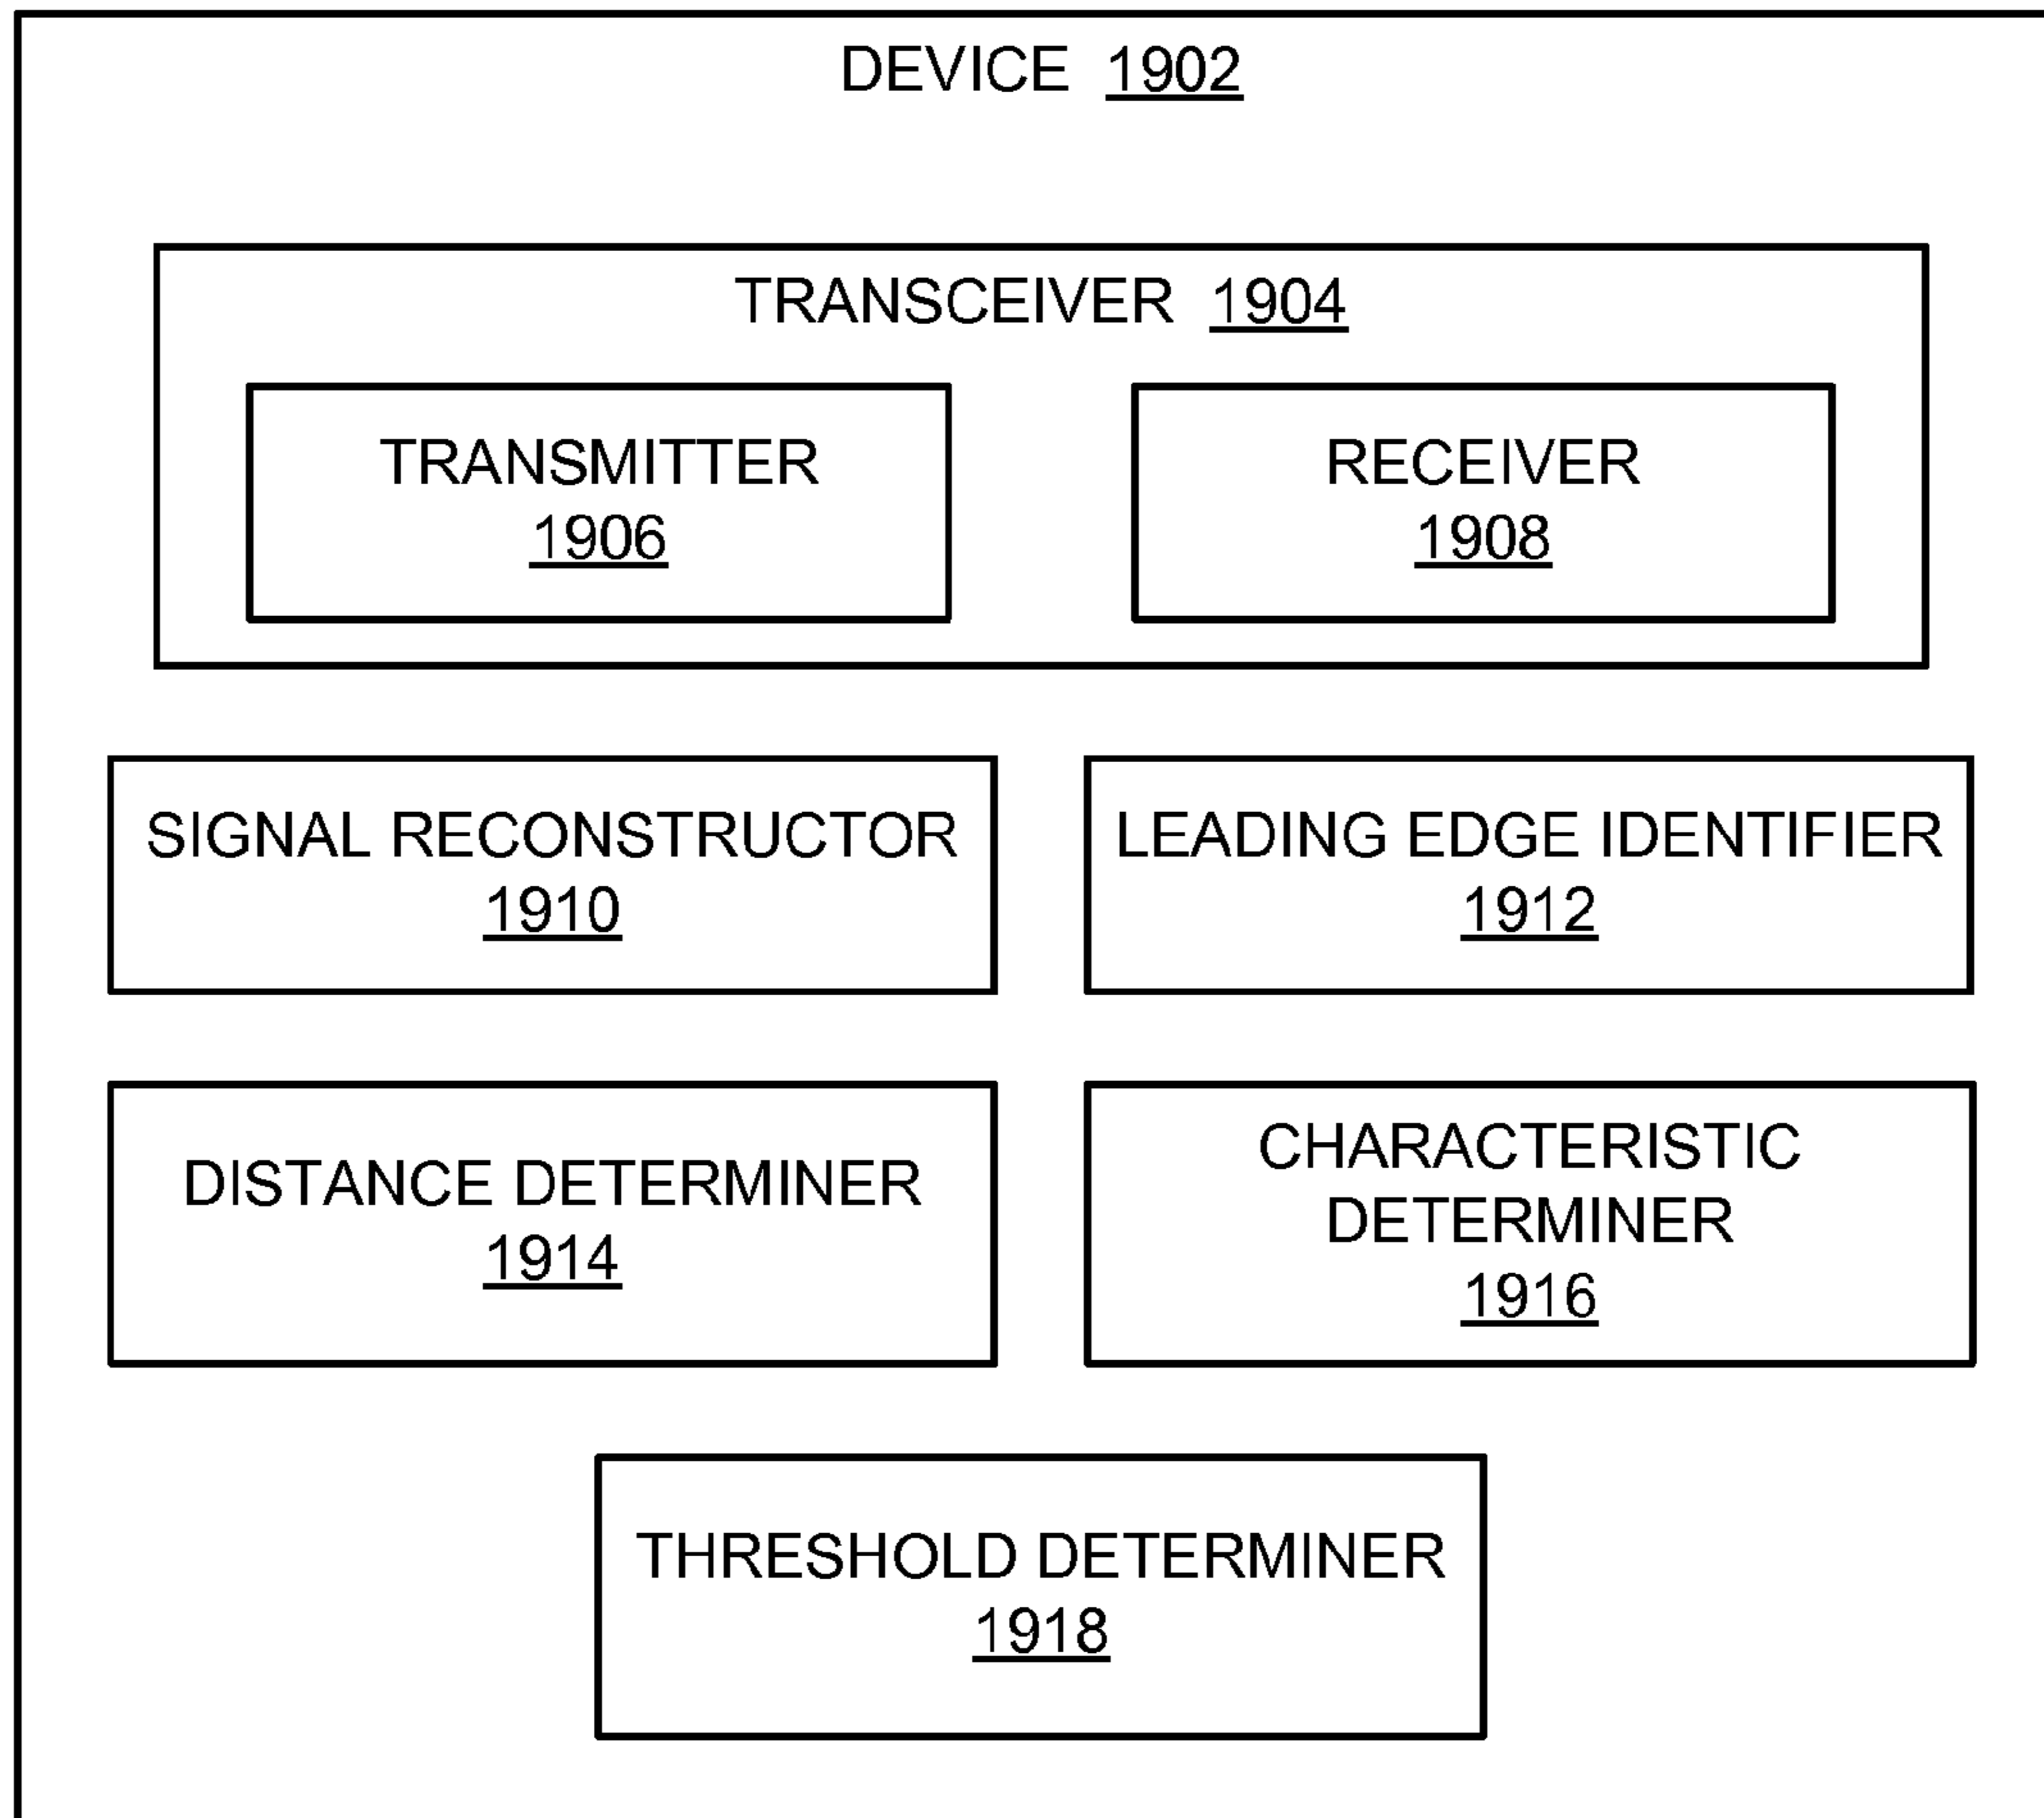 DEVICE 1902
TRANSCEIVER 1904
TRANSMITTER
1906
RECEIVER
1908
SIGNAL RECONSTRUCTOR
1910
LEADING EDGE IDENTIFIER
1912
DISTANCE DETERMINER
1914
CHARACTERISTIC
DETERMINER
1916
THRESHOLD DETERMINER
1918